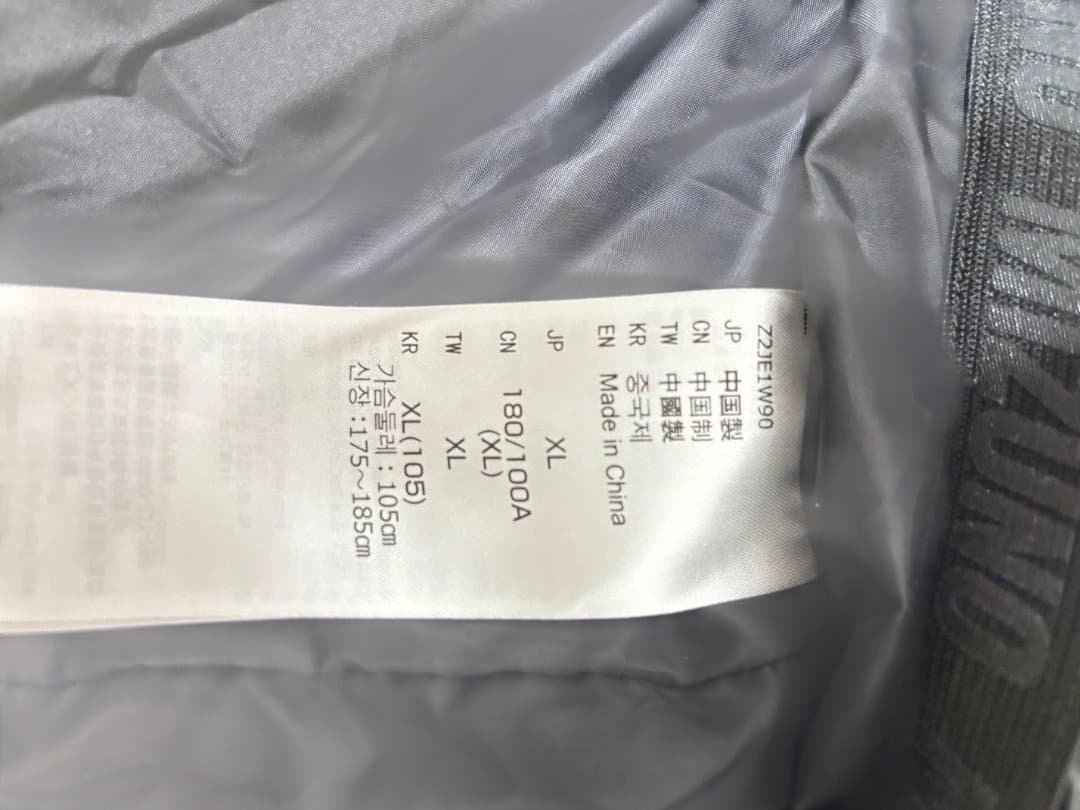 Z2JE1W90
JP 中国製
CN 中国制
TW 中國製
KR 중국제
EN Made in China
JP XL
CN 180/100A
(XL)
TW XL
KR XL(105)
가슴둘레 : 105㎝
신장 : 175～185㎝
MIZUNO